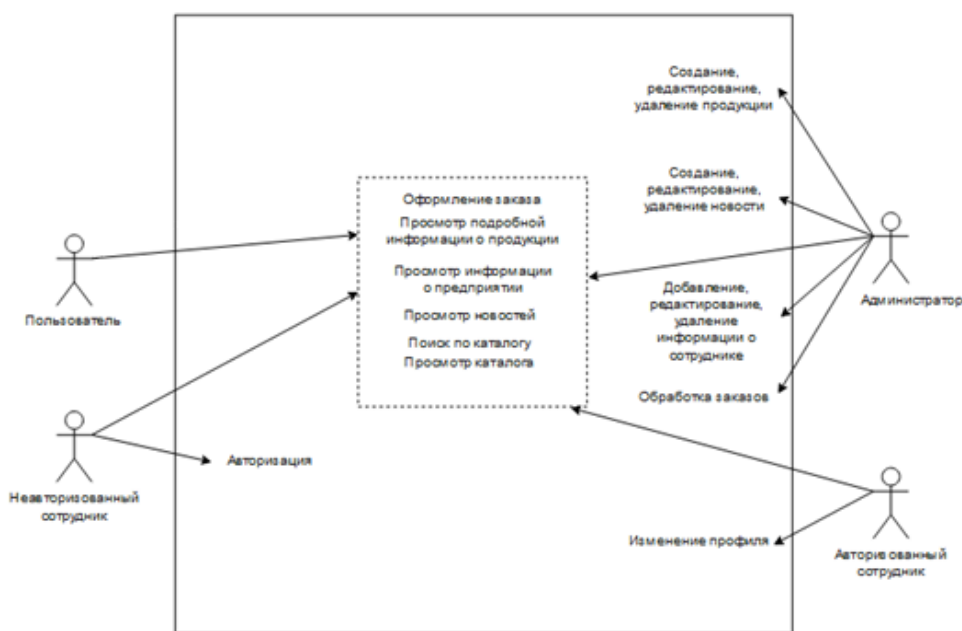 Создание,
редактирование,
удаление продукции
Создание,
редактирование,
удаление новости
Оформление заказа
Просмотр подробной
информации о продукции
Просмотр информации
о предприятии
Просмотр новостей
Поиск по каталогу
Просмотр каталога
Добавление,
редактирование,
удаление
информации о
сотруднике
Обработка заказов
Пользователь
Администратор
Авторизация
Неавторизованный
сотрудник
Изменение профиля
Авторизованный
сотрудник